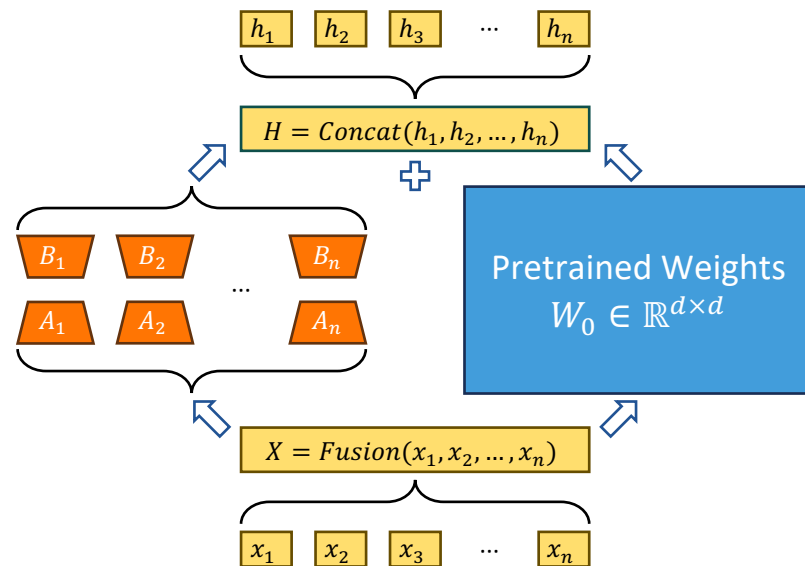 h₁ h₂ h₃ ... hₙ
H = Concat(h₁, h₂, ..., hₙ)
B₁ B₂ Bₙ
...
A₁ A₂ Aₙ
Pretrained Weights
W₀ ∈ ℝᵈˣᵈ
X = Fusion(x₁, x₂, ..., xₙ)
x₁ x₂ x₃ ... xₙ